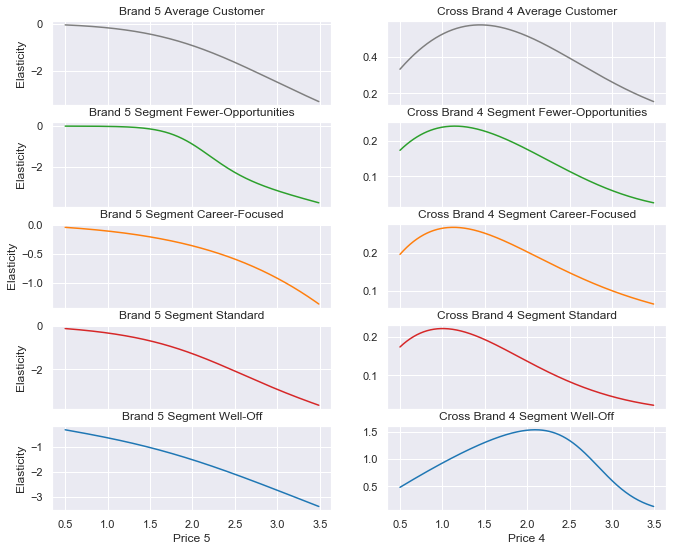 Brand 5 Average Customer
Cross Brand 4 Average Customer
Elasticity
0
−2
0.4
0.2
Brand 5 Segment Fewer-Opportunities
Cross Brand 4 Segment Fewer-Opportunities
Elasticity
0
−2
0.2
0.1
Brand 5 Segment Career-Focused
Cross Brand 4 Segment Career-Focused
Elasticity
0.0
−0.5
−1.0
0.2
0.1
Brand 5 Segment Standard
Cross Brand 4 Segment Standard
Elasticity
0
−2
0.2
0.1
Brand 5 Segment Well-Off
Cross Brand 4 Segment Well-Off
Elasticity
−1
−2
−3
1.5
1.0
0.5
0.5 1.0 1.5 2.0 2.5 3.0 3.5
0.5 1.0 1.5 2.0 2.5 3.0 3.5
Price 5
Price 4